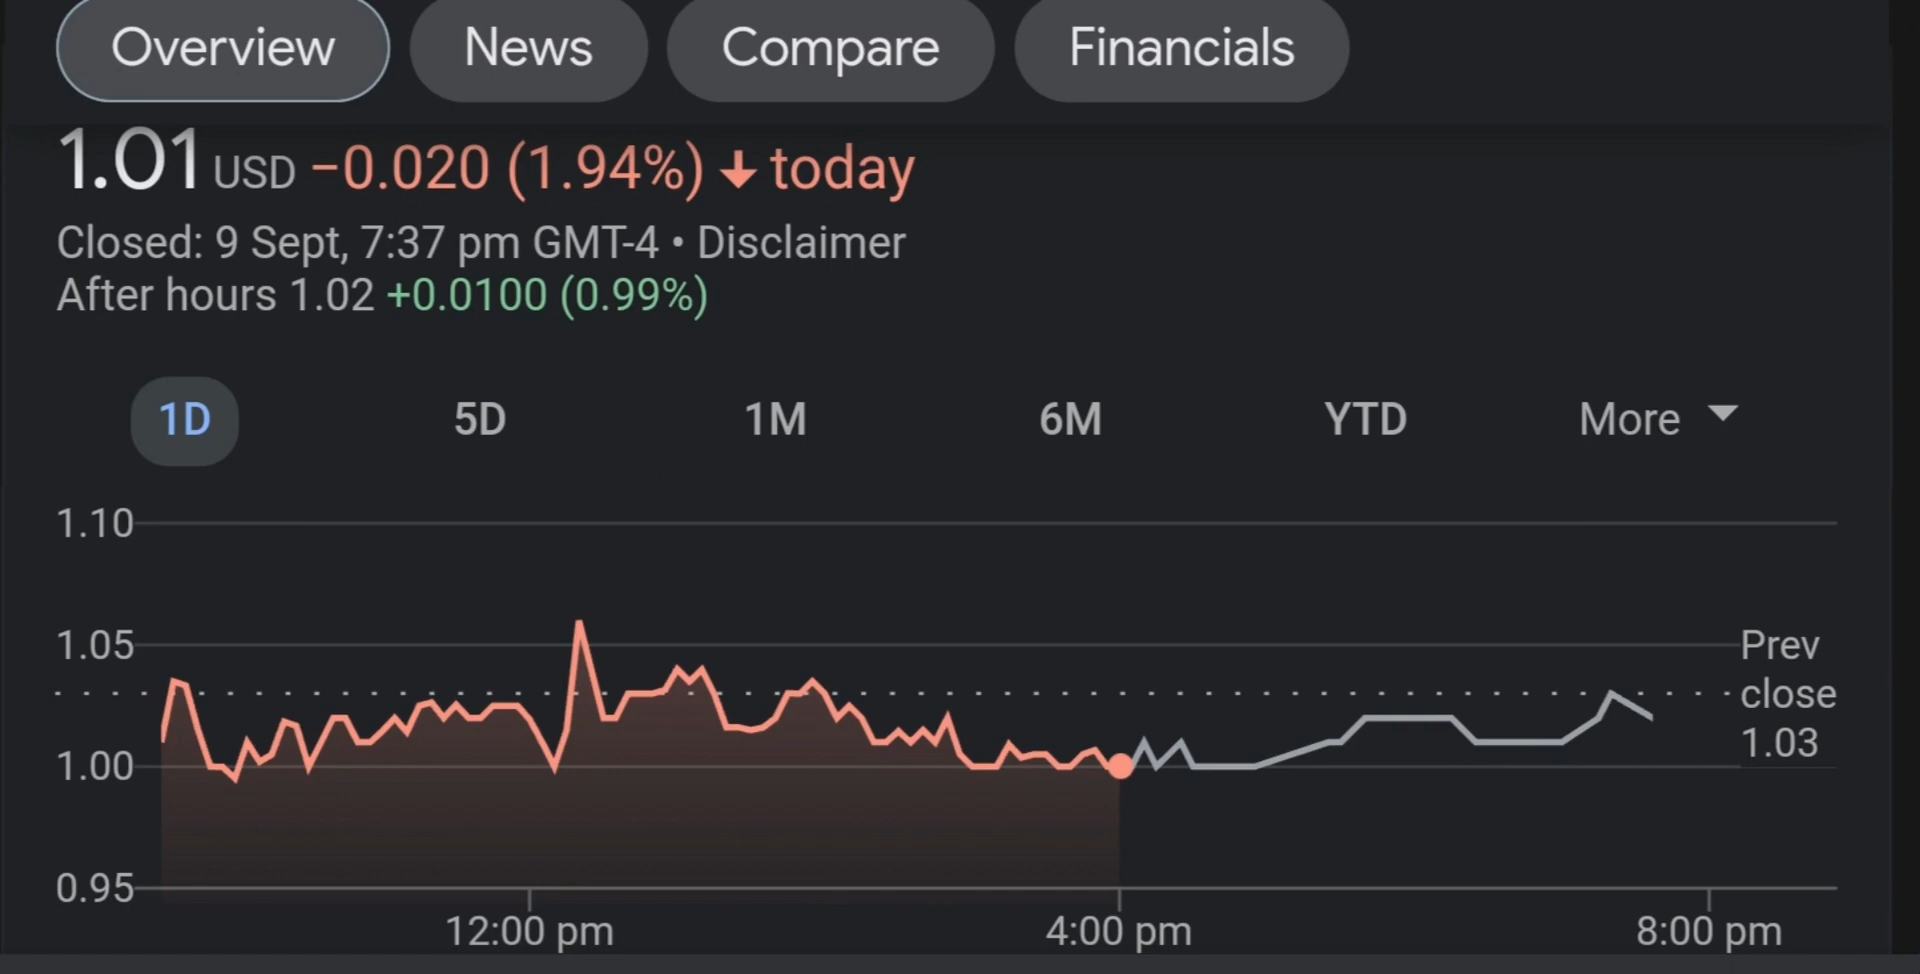 Overview News Compare Financials
1.01 USD −0.020 (1.94%) ↓ today
Closed: 9 Sept, 7:37 pm GMT-4 • Disclaimer
After hours 1.02 +0.0100 (0.99%)
1D 5D 1M 6M YTD More
1.10
1.05
1.00
0.95
Prev
close
1.03
12:00 pm 4:00 pm 8:00 pm